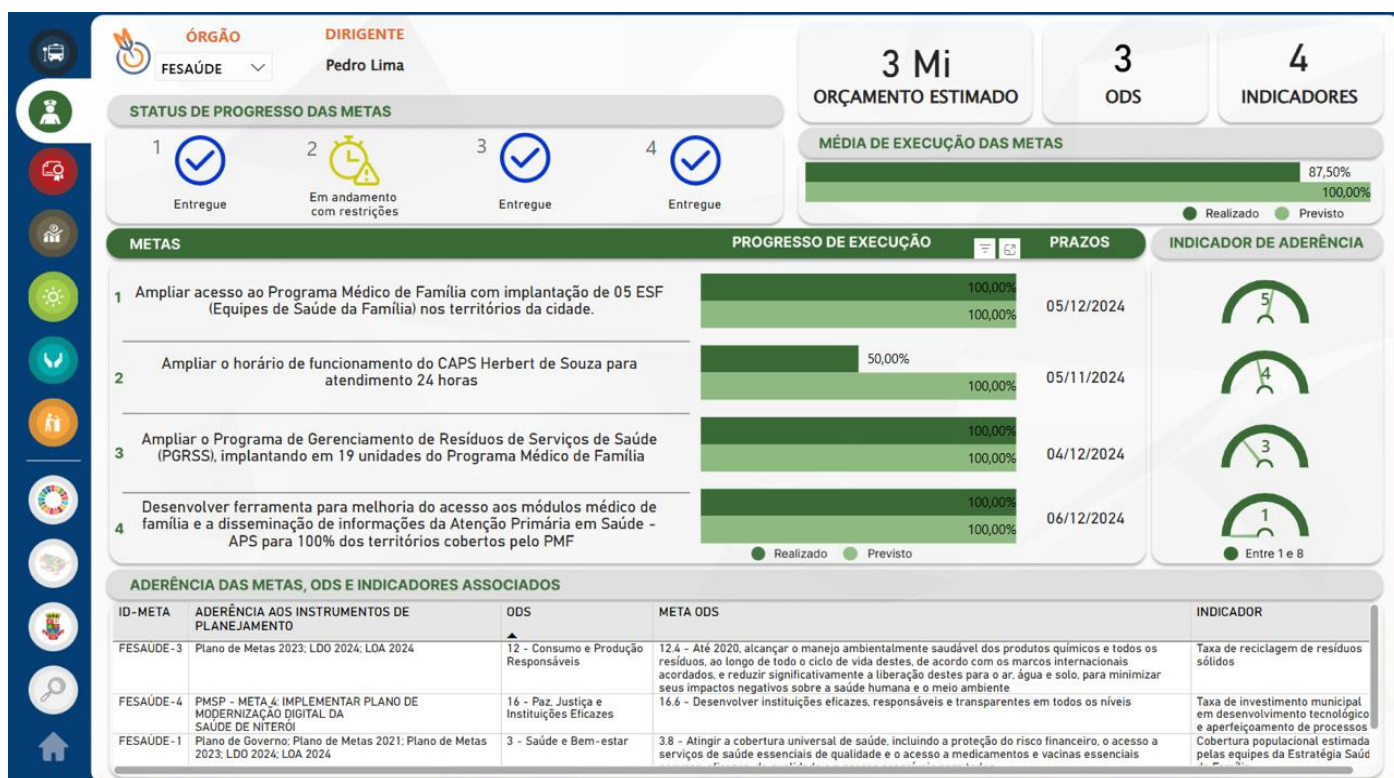 ÓRGÃO
DIRIGENTE
FESAÚDE
Pedro Lima
3 Mi
ORÇAMENTO ESTIMADO
3
ODS
4
INDICADORES
STATUS DE PROGRESSO DAS METAS
1
Entregue
2
Em andamento
com restrições
3
Entregue
4
Entregue
MÉDIA DE EXECUÇÃO DAS METAS
87,50%
100,00%
Realizado Previsto
METAS
PROGRESSO DE EXECUÇÃO
PRAZOS
INDICADOR DE ADERÊNCIA
1
Ampliar acesso ao Programa Médico de Família com implantação de 05 ESF
(Equipes de Saúde da Família) nos territórios da cidade.
100,00%
100,00%
05/12/2024
5
2
Ampliar o horário de funcionamento do CAPS Herbert de Souza para
atendimento 24 horas
50,00%
100,00%
05/11/2024
4
3
Ampliar o Programa de Gerenciamento de Resíduos de Serviços de Saúde
(PGRSS), implantando em 19 unidades do Programa Médico de Família
100,00%
100,00%
04/12/2024
3
4
Desenvolver ferramenta para melhoria do acesso aos módulos médico de
família e a disseminação de informações da Atenção Primária em Saúde -
APS para 100% dos territórios cobertos pelo PMF
100,00%
100,00%
06/12/2024
1
Realizado Previsto
Entre 1 e 8
ADERÊNCIA DAS METAS, ODS E INDICADORES ASSOCIADOS
ID-META
ADERÊNCIA AOS INSTRUMENTOS DE
PLANEJAMENTO
ODS
META ODS
INDICADOR
FESAÚDE-3
Plano de Metas 2023; LDO 2024; LOA 2024
12 - Consumo e Produção
Responsáveis
12.4 - Até 2020, alcançar o manejo ambientalmente saudável dos produtos químicos e todos os
resíduos, ao longo de todo o ciclo de vida destes, de acordo com os marcos internacionais
acordados, e reduzir significativamente a liberação destes para o ar, água e solo, para minimizar
seus impactos negativos sobre a saúde humana e o meio ambiente
Taxa de reciclagem de resíduos
sólidos
FESAÚDE-4
PMSP - META 4: IMPLEMENTAR PLANO DE
MODERNIZAÇÃO DIGITAL DA
SAÚDE DE NITERÓI
16 - Paz, Justiça e
Instituições Eficazes
16.6 - Desenvolver instituições eficazes, responsáveis e transparentes em todos os níveis
Taxa de investimento municipal
em desenvolvimento tecnológico
e aperfeiçoamento de processos
FESAÚDE-1
Plano de Governo; Plano de Metas 2021; Plano de Metas
2023; LDO 2024; LOA 2024
3 - Saúde e Bem-estar
3.8 - Atingir a cobertura universal de saúde, incluindo a proteção do risco financeiro, o acesso a
serviços de saúde essenciais de qualidade e o acesso a medicamentos e vacinas essenciais
Cobertura populacional estimada
pelas equipes da Estratégia Saúd